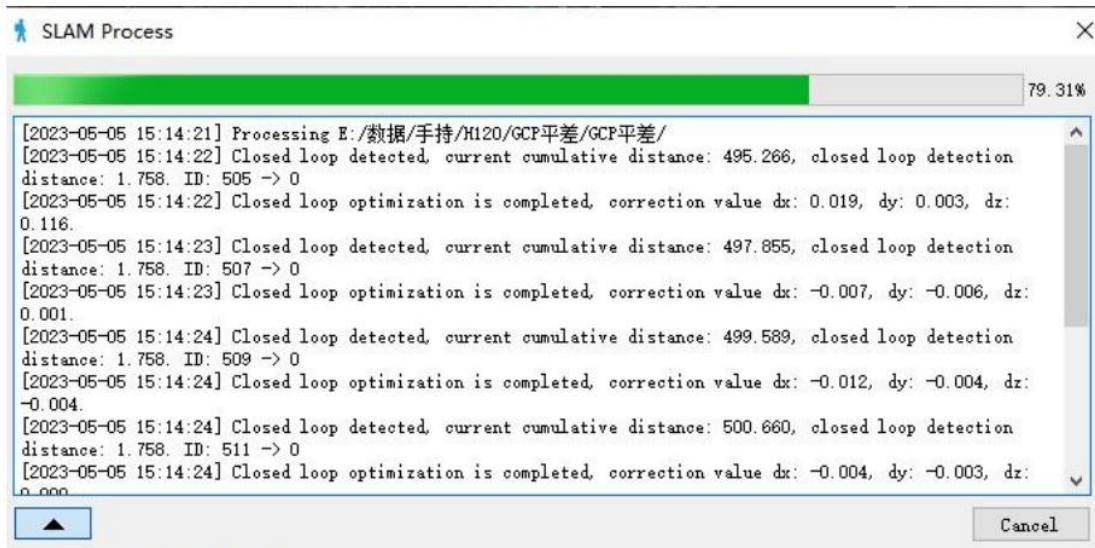 SLAM Process
79.31%
[2023-05-05 15:14:21] Processing E:/数据/手持/H120/GCP平差/GCP平差/
[2023-05-05 15:14:22] Closed loop detected, current cumulative distance: 495.266, closed loop detection
distance: 1.758. ID: 505 -> 0
[2023-05-05 15:14:22] Closed loop optimization is completed, correction value dx: 0.019, dy: 0.003, dz:
0.116.
[2023-05-05 15:14:23] Closed loop detected, current cumulative distance: 497.855, closed loop detection
distance: 1.758. ID: 507 -> 0
[2023-05-05 15:14:23] Closed loop optimization is completed, correction value dx: -0.007, dy: -0.006, dz:
0.001.
[2023-05-05 15:14:24] Closed loop detected, current cumulative distance: 499.589, closed loop detection
distance: 1.758. ID: 509 -> 0
[2023-05-05 15:14:24] Closed loop optimization is completed, correction value dx: -0.012, dy: -0.004, dz:
-0.004.
[2023-05-05 15:14:24] Closed loop detected, current cumulative distance: 500.660, closed loop detection
distance: 1.758. ID: 511 -> 0
[2023-05-05 15:14:24] Closed loop optimization is completed, correction value dx: -0.004, dy: -0.003, dz:
Cancel